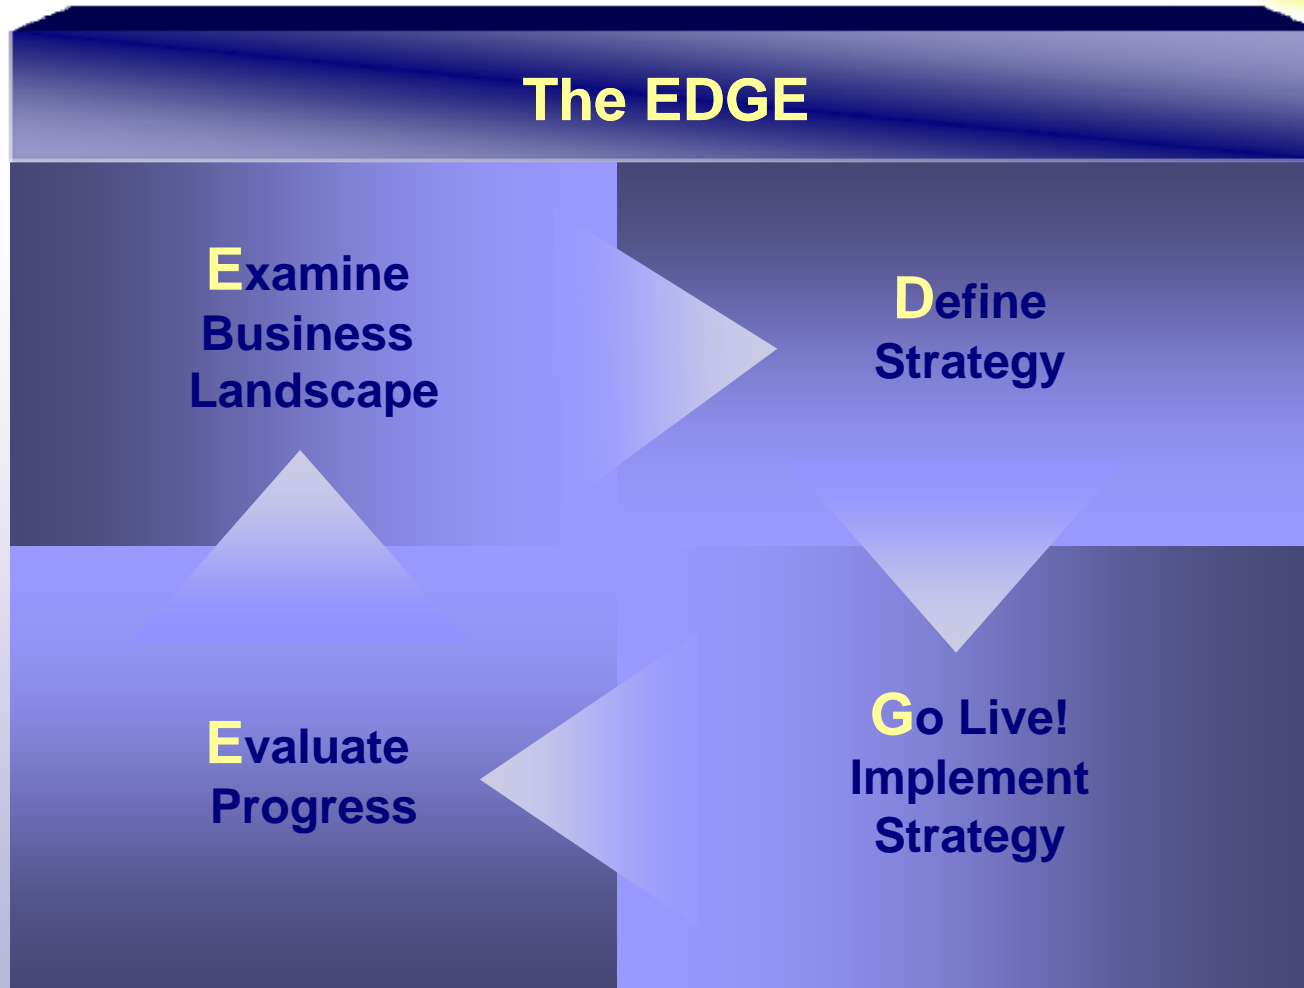 The EDGE
Examine
Business
Landscape
Define
Strategy
Go Live!
Implement
Strategy
Evaluate
Progress